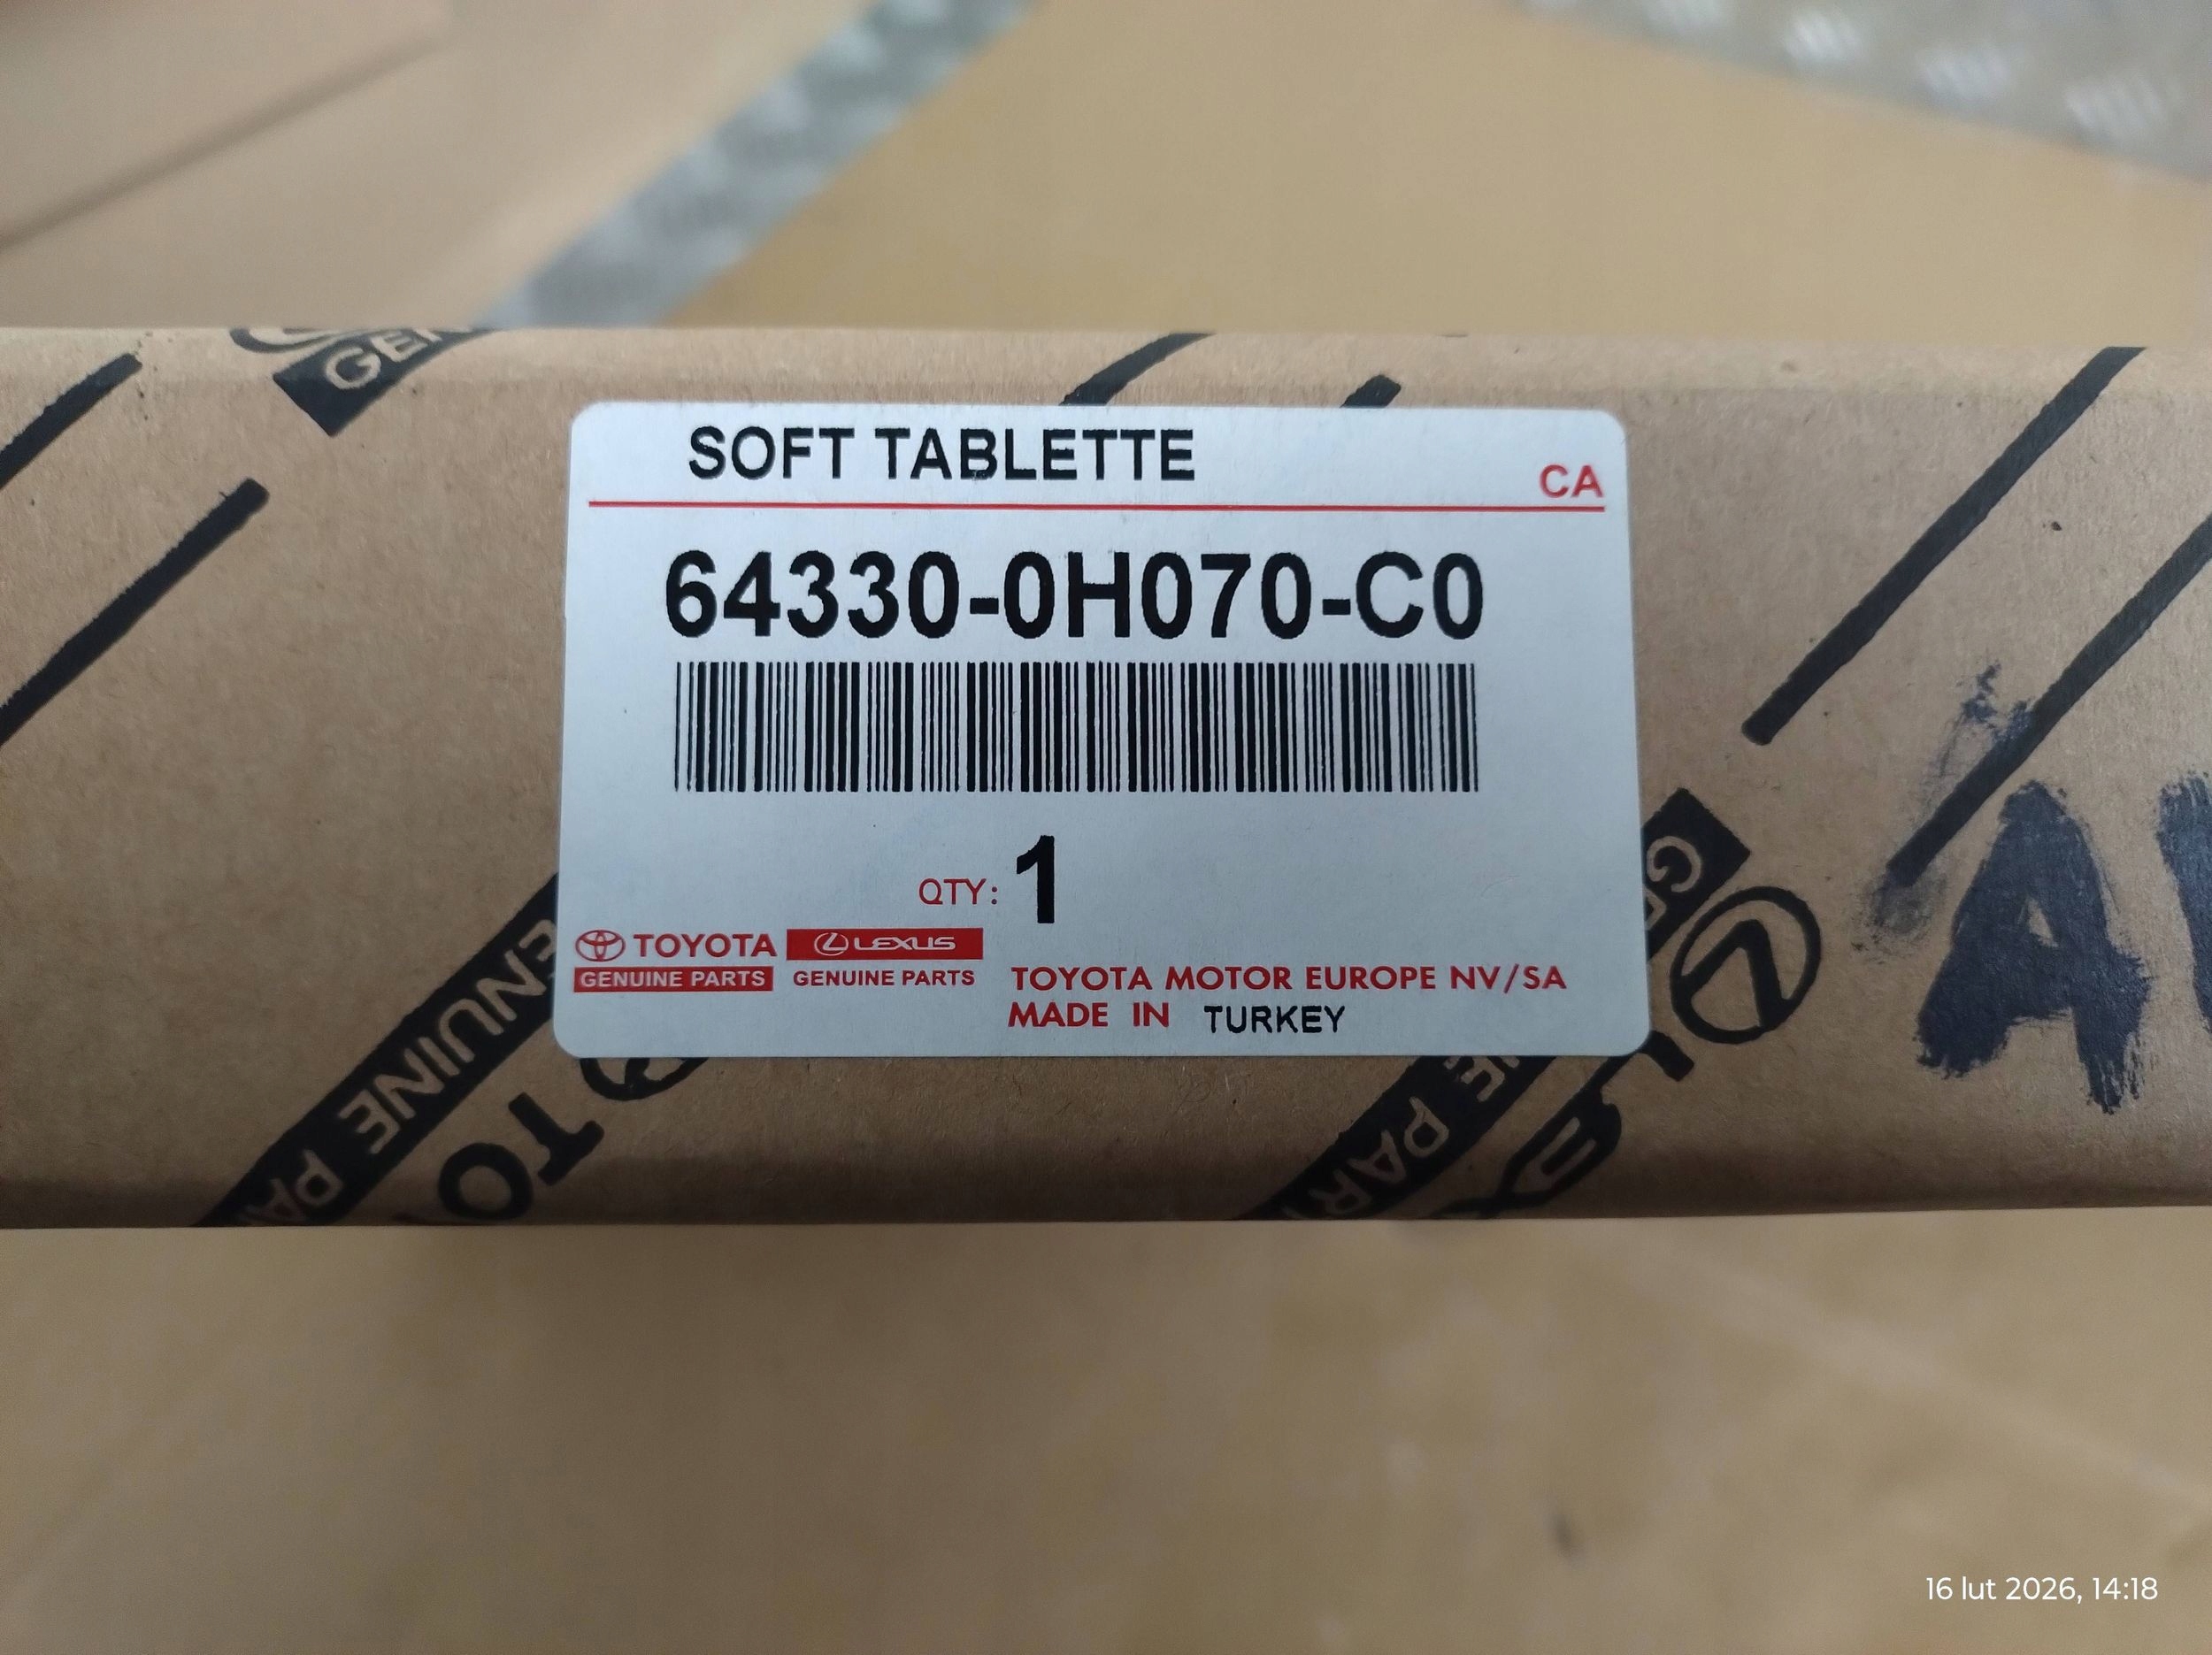 SOFT TABLETTE
CA
64330-0H070-C0
QTY: 1
TOYOTA
LEXUS
GENUINE PARTS
GENUINE PARTS
TOYOTA MOTOR EUROPE NV/SA
MADE IN TURKEY
16 lut 2026, 14:18